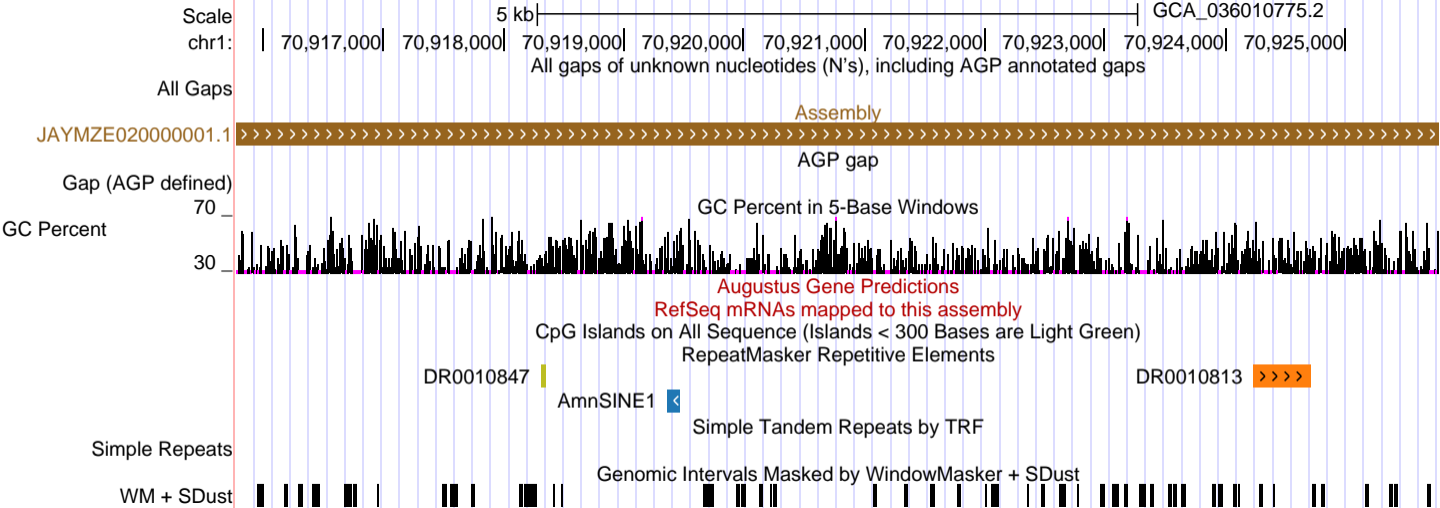 Scale 5 kb GCA_036010775.2
chr1: 70,917,000 70,918,000 70,919,000 70,920,000 70,921,000 70,922,000 70,923,000 70,924,000 70,925,000
All gaps of unknown nucleotides (N's), including AGP annotated gaps
All Gaps
Assembly
JAYMZE020000001.1
AGP gap
Gap (AGP defined)
GC Percent in 5-Base Windows
70 _
GC Percent
30 _
Augustus Gene Predictions
RefSeq mRNAs mapped to this assembly
CpG Islands on All Sequence (Islands < 300 Bases are Light Green)
RepeatMasker Repetitive Elements
DR0010847 DR0010813
AmnSINE1
Simple Tandem Repeats by TRF
Simple Repeats
Genomic Intervals Masked by WindowMasker + SDust
WM + SDust